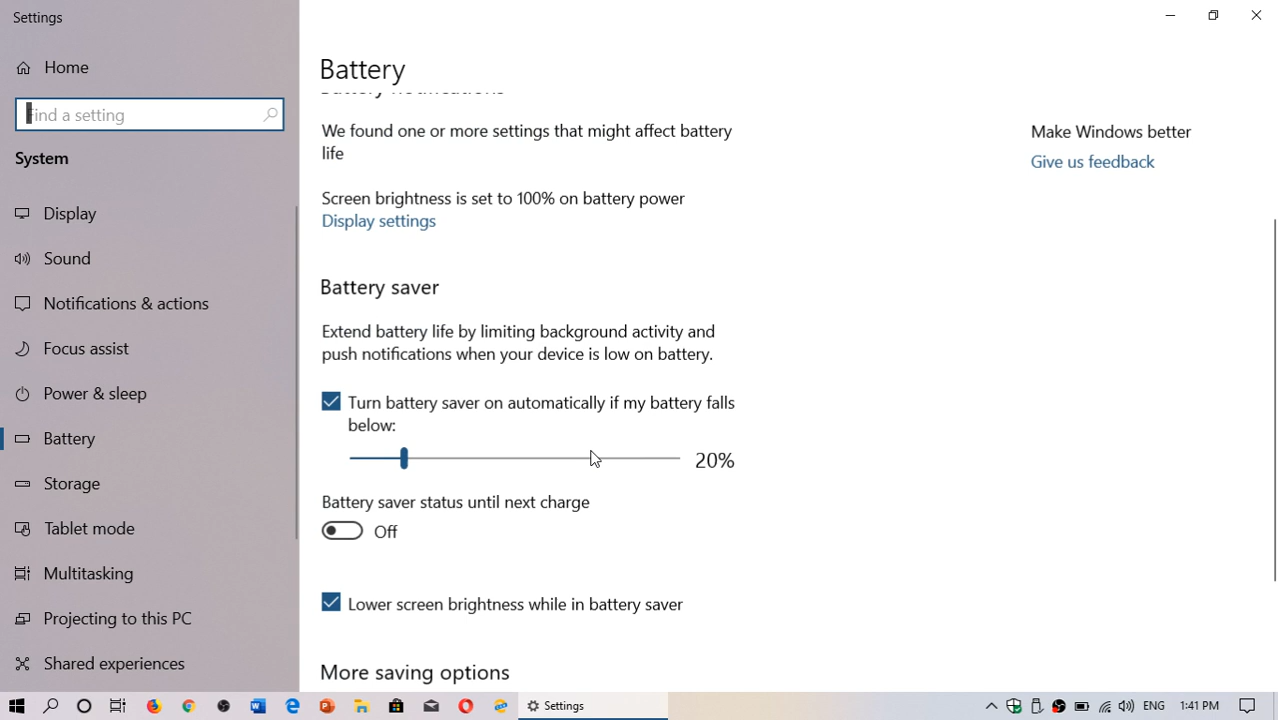 Settings
Home
Find a setting
System
Display
Sound
Notifications & actions
Focus assist
Power & sleep
Battery
Storage
Tablet mode
Multitasking
Projecting to this PC
Shared experiences
Battery
Battery notifications
We found one or more settings that might affect battery
life
Screen brightness is set to 100% on battery power
Display settings
Battery saver
Extend battery life by limiting background activity and
push notifications when your device is low on battery.
Turn battery saver on automatically if my battery falls
below:
20%
Battery saver status until next charge
Off
Lower screen brightness while in battery saver
More saving options
Make Windows better
Give us feedback
Settings
ENG
1:41 PM